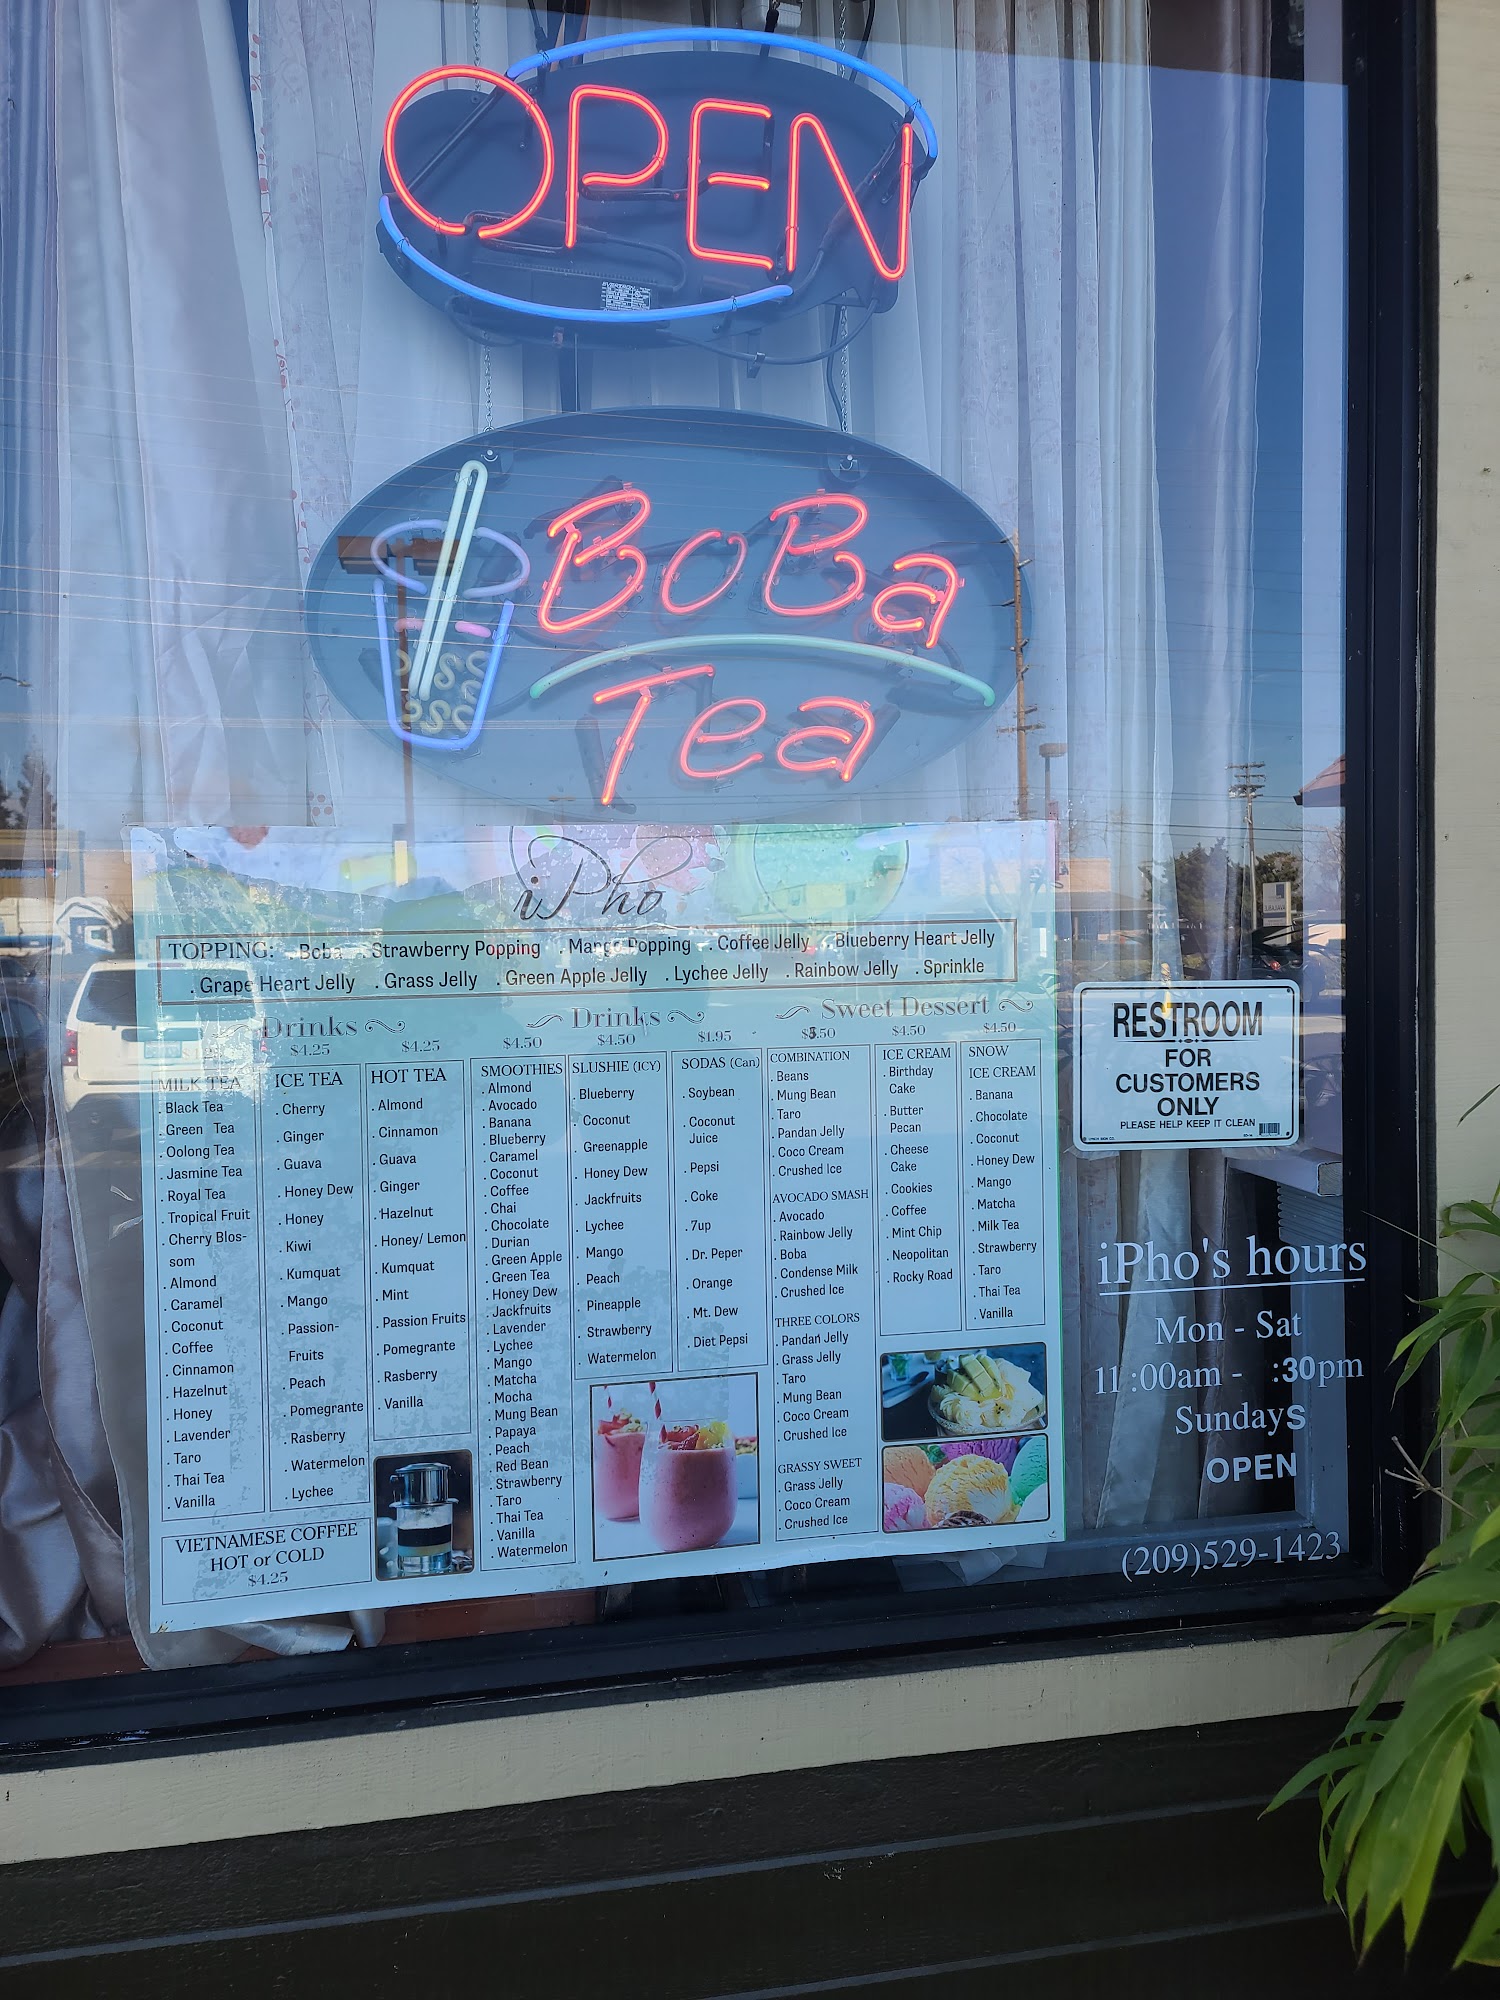 OPEN
BoBa
Tea
iPho
TOPPING: . Boba . Strawberry Popping . Mango Popping . Coffee Jelly . Blueberry Heart Jelly
. Grape Heart Jelly . Grass Jelly . Green Apple Jelly . Lychee Jelly . Rainbow Jelly . Sprinkle
Drinks
$4.25
$4.25
MILK TEA
. Black Tea
. Green Tea
. Oolong Tea
. Jasmine Tea
. Royal Tea
. Tropical Fruit
. Cherry Blos-
som
. Almond
. Caramel
. Coconut
. Coffee
. Cinnamon
. Hazelnut
. Honey
. Lavender
. Taro
. Thai Tea
. Vanilla
ICE TEA
. Cherry
. Ginger
. Guava
. Honey Dew
. Honey
. Kiwi
. Kumquat
. Mango
. Passion-
Fruits
. Peach
. Pomegrante
. Rasberry
. Watermelon
. Lychee
HOT TEA
. Almond
. Cinnamon
. Guava
. Ginger
. Hazelnut
. Honey/ Lemon
. Kumquat
. Mint
. Passion Fruits
. Pomegrante
. Rasberry
. Vanilla
VIETNAMESE COFFEE
HOT or COLD
$4.25
Drinks
$4.50
SMOOTHIES
. Almond
. Avocado
. Banana
. Blueberry
. Caramel
. Coconut
. Coffee
. Chai
. Chocolate
. Durian
. Green Apple
. Green Tea
. Honey Dew
. Jackfruits
. Lavender
. Lychee
. Mango
. Matcha
. Mocha
. Mung Bean
. Papaya
. Peach
. Red Bean
. Strawberry
. Taro
. Thai Tea
. Vanilla
. Watermelon
$4.50
SLUSHIE (ICY)
. Blueberry
. Coconut
. Greenapple
. Honey Dew
. Jackfruits
. Lychee
. Mango
. Peach
. Pineapple
. Strawberry
. Watermelon
$1.95
SODAS (Can)
. Soybean
. Coconut
Juice
. Pepsi
. Coke
. 7up
. Dr. Peper
. Orange
. Mt. Dew
. Diet Pepsi
Sweet Dessert
$5.50
COMBINATION
. Beans
. Mung Bean
. Taro
. Pandan Jelly
. Coco Cream
. Crushed Ice
AVOCADO SMASH
. Avocado
. Rainbow Jelly
. Boba
. Condense Milk
. Crushed Ice
THREE COLORS
. Pandan Jelly
. Grass Jelly
. Taro
. Mung Bean
. Coco Cream
. Crushed Ice
GRASSY SWEET
. Grass Jelly
. Coco Cream
. Crushed Ice
$4.50
ICE CREAM
. Birthday
Cake
. Butter
Pecan
. Cheese
Cake
. Cookies
. Coffee
. Mint Chip
. Neopolitan
. Rocky Road
$4.50
SNOW
ICE CREAM
. Banana
. Chocolate
. Coconut
. Honey Dew
. Mango
. Matcha
. Milk Tea
. Strawberry
. Taro
. Thai Tea
. Vanilla
RESTROOM
FOR
CUSTOMERS
ONLY
PLEASE HELP KEEP IT CLEAN
iPho's hours
Mon - Sat
11:00am - :30pm
Sundays
OPEN
(209)529-1423